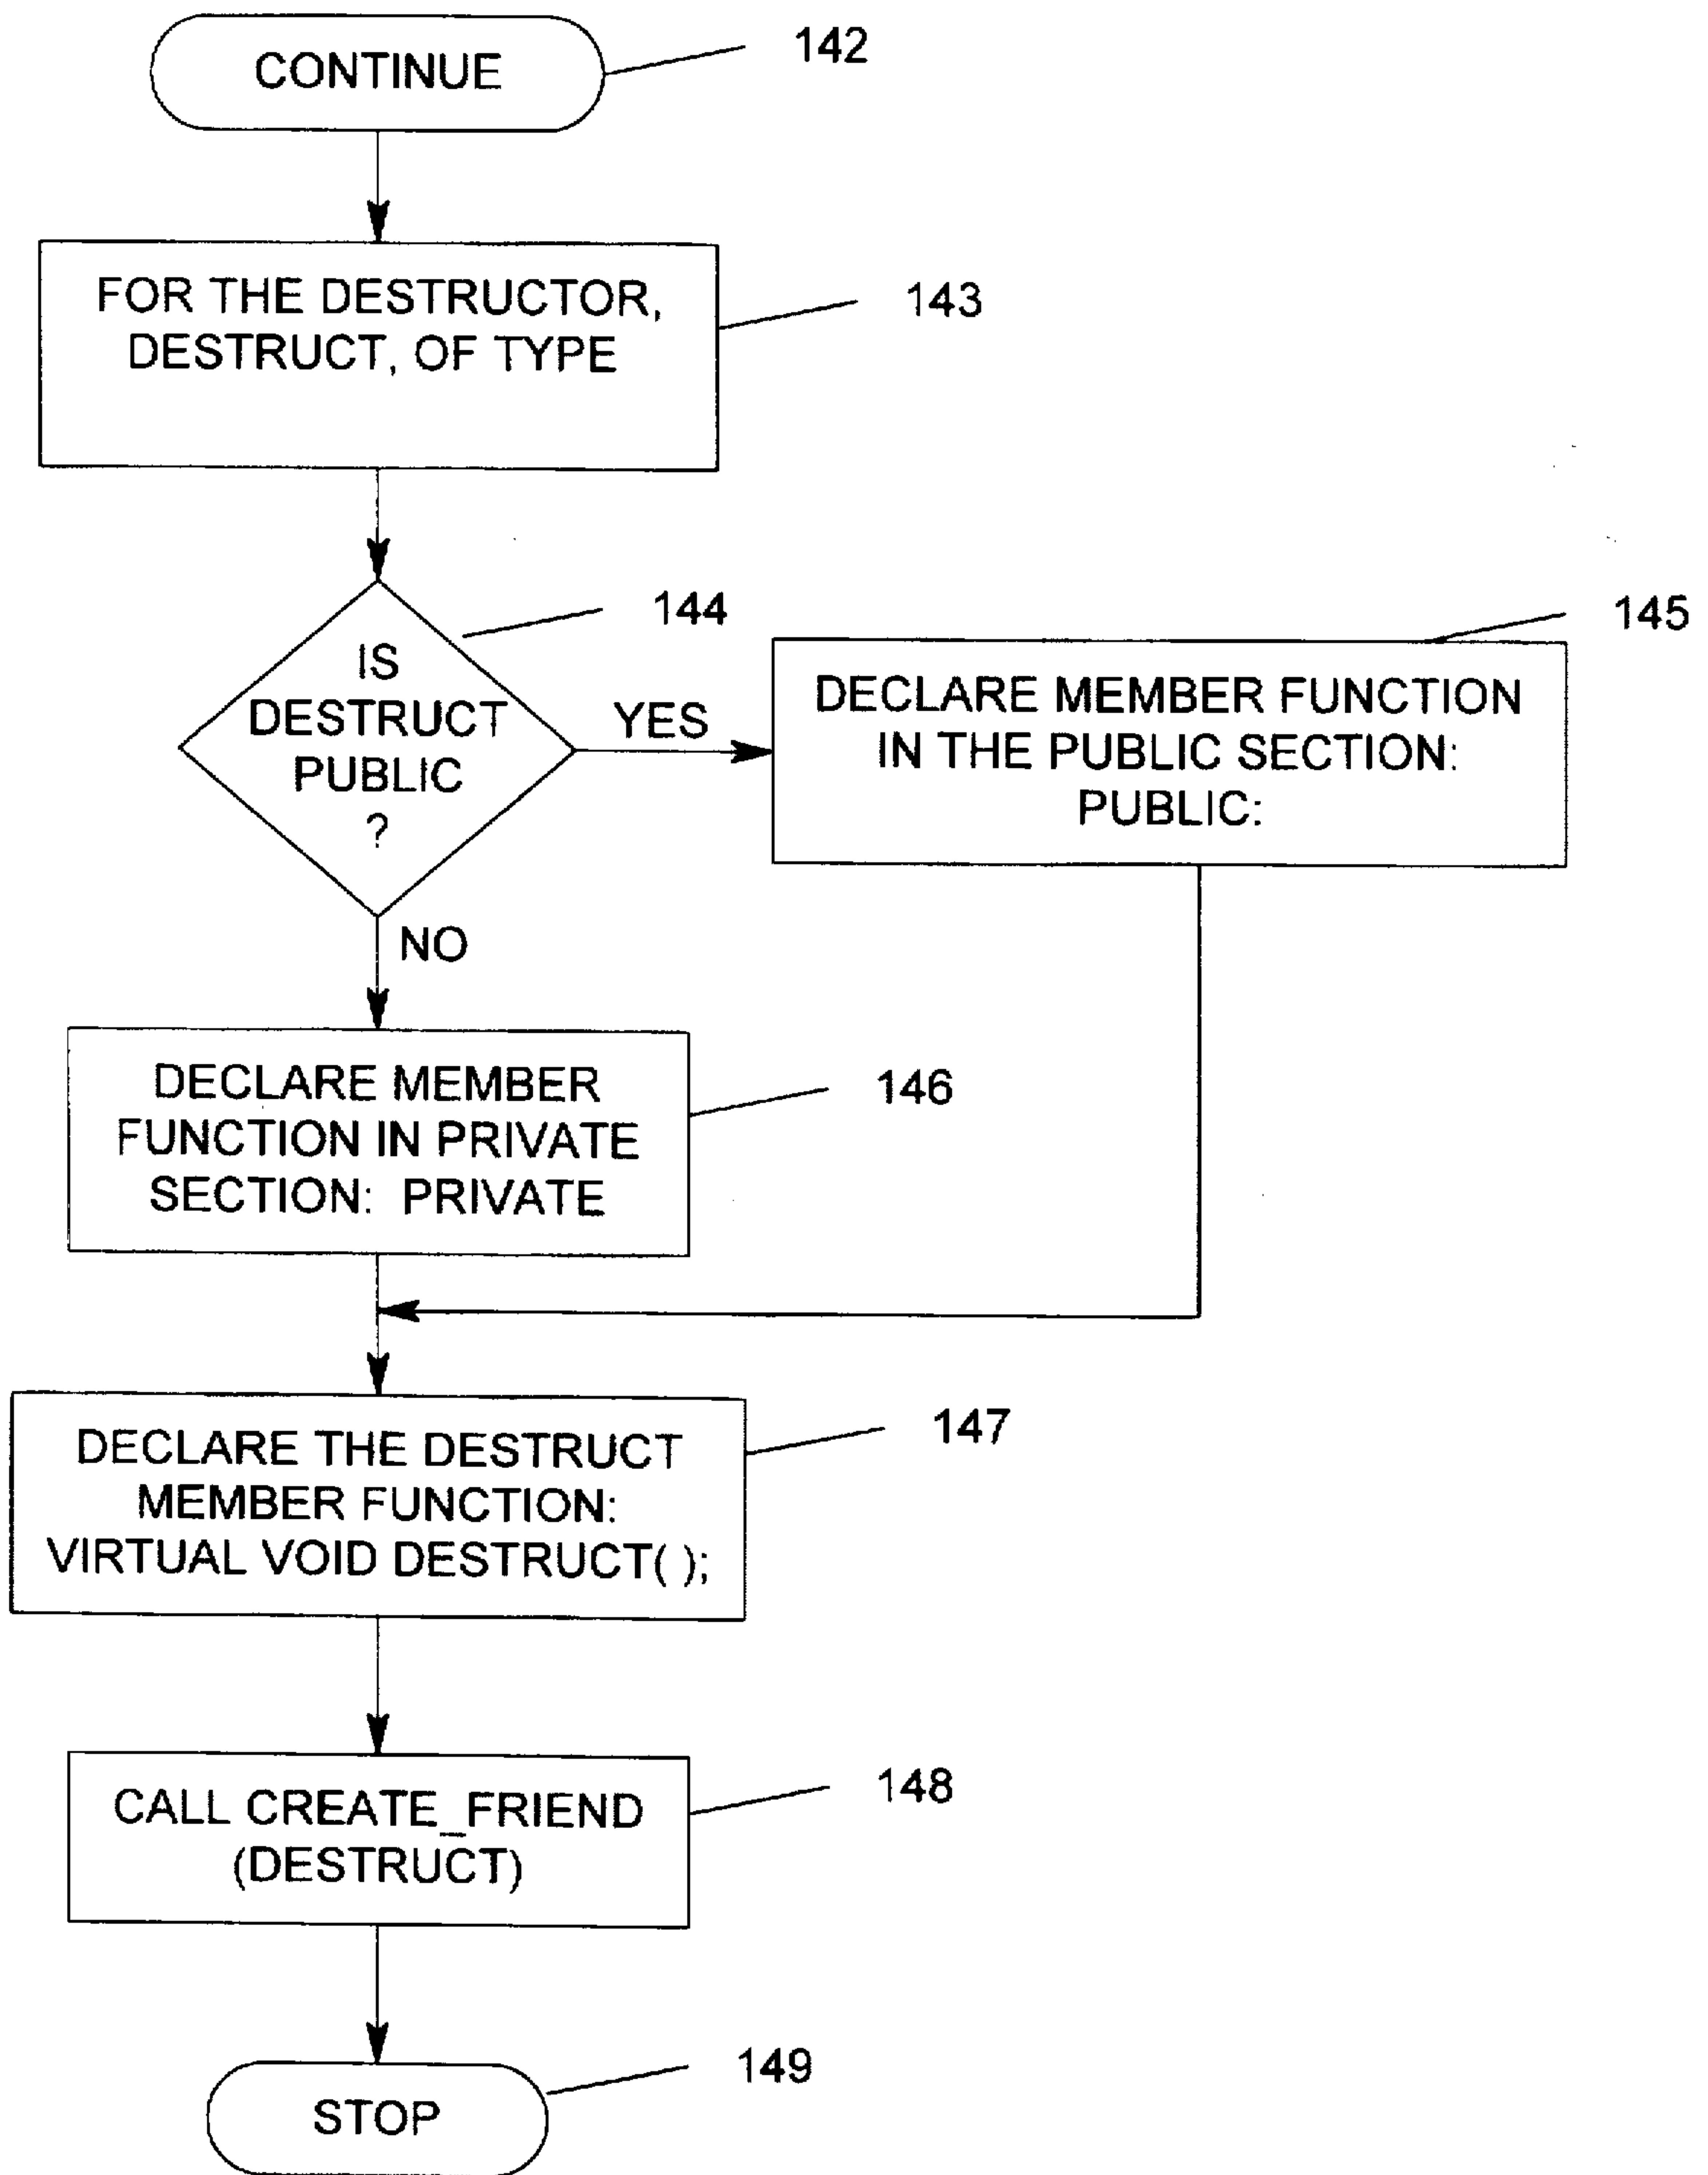 CONTINUE
142
FOR THE DESTRUCTOR,
DESTRUCT, OF TYPE
143
IS
DESTRUCT
PUBLIC
?
144
YES
DECLARE MEMBER FUNCTION
IN THE PUBLIC SECTION:
PUBLIC:
145
NO
DECLARE MEMBER
FUNCTION IN PRIVATE
SECTION: PRIVATE
146
DECLARE THE DESTRUCT
MEMBER FUNCTION:
VIRTUAL VOID DESTRUCT( );
147
CALL CREATE_FRIEND
(DESTRUCT)
148
STOP
149